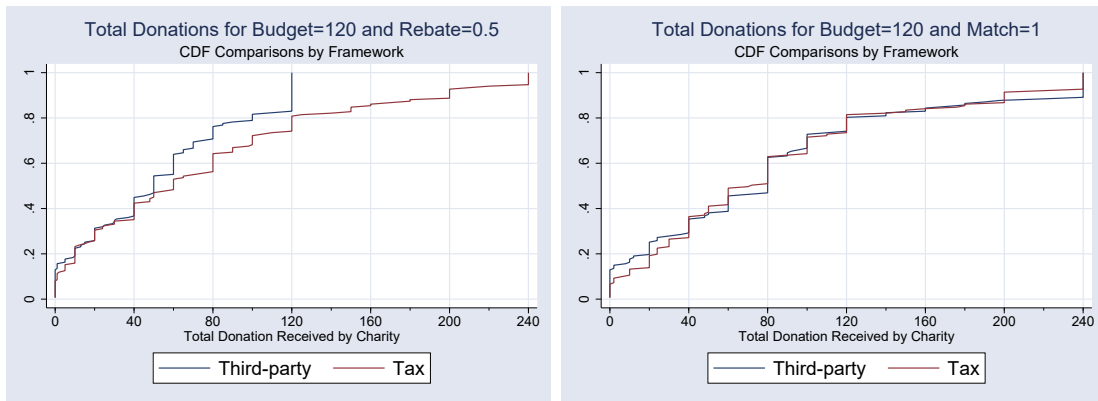 Total Donations for Budget=120 and Rebate=0.5
CDF Comparisons by Framework
1
.8
.6
.4
.2
0
0 40 80 120 160 200 240
Total Donation Received by Charity
Third-party Tax
Total Donations for Budget=120 and Match=1
CDF Comparisons by Framework
1
.8
.6
.4
.2
0
0 40 80 120 160 200 240
Total Donation Received by Charity
Third-party Tax